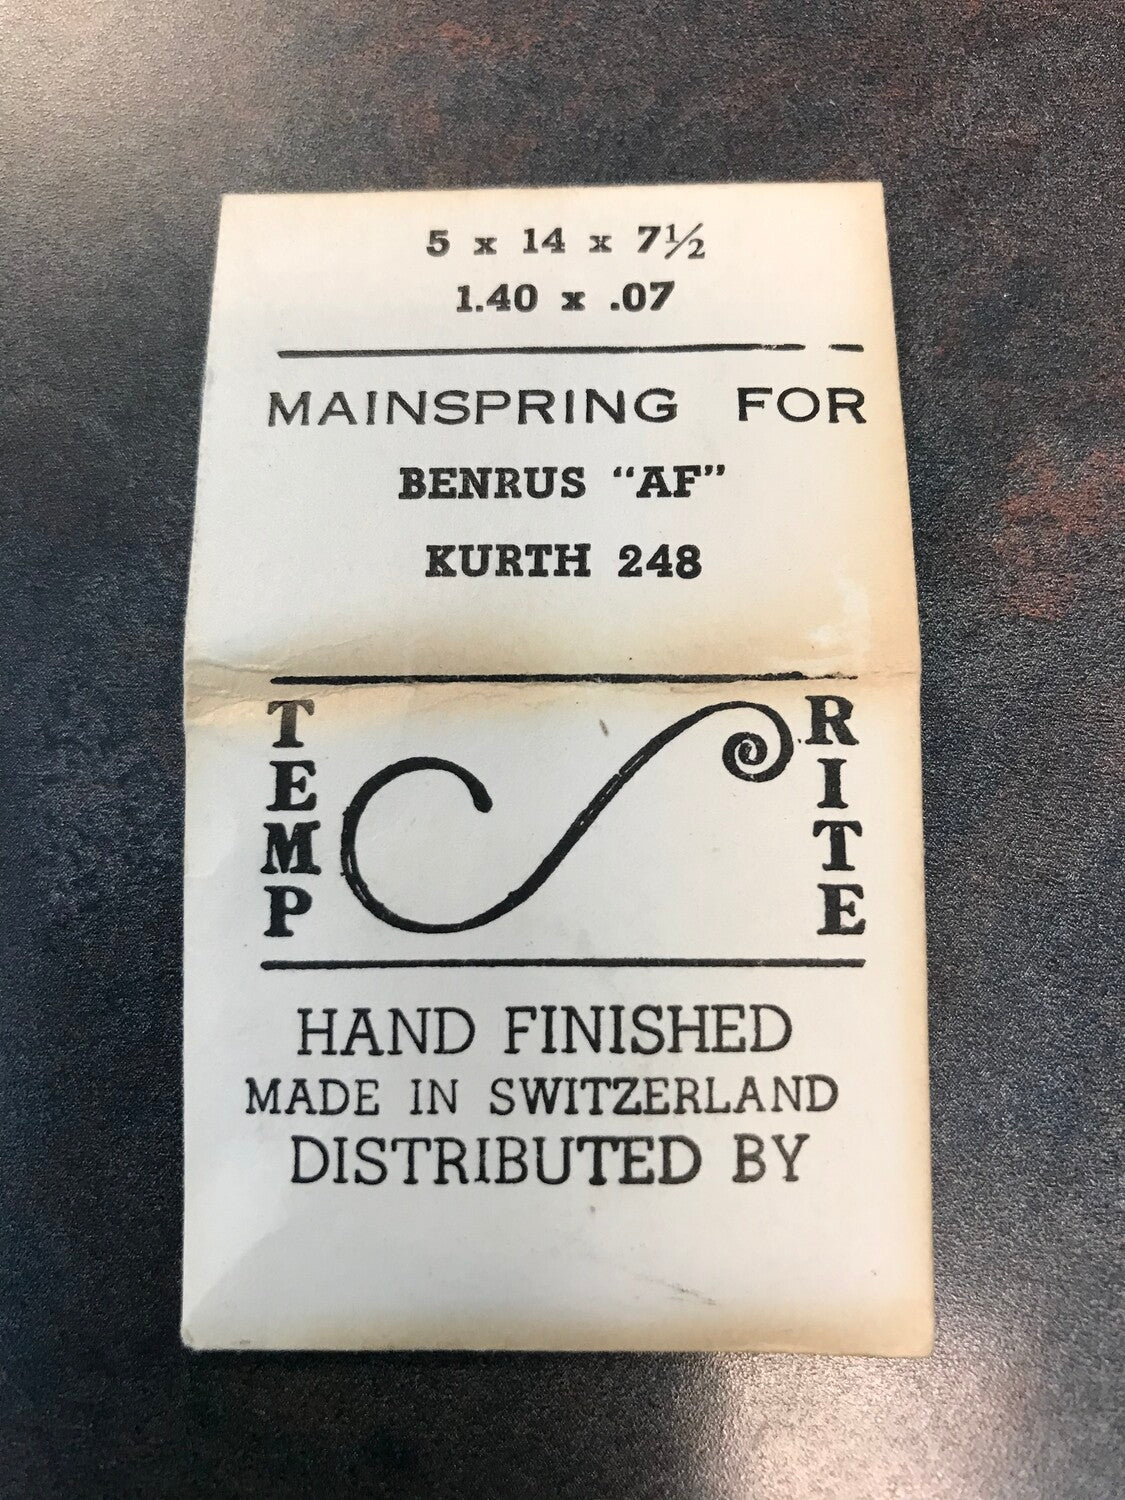 5 x 14 x 7½
1.40 x .07
MAINSPRING FOR
BENRUS “AF”
KURTH 248
TEMP RITE
HAND FINISHED
MADE IN SWITZERLAND
DISTRIBUTED BY